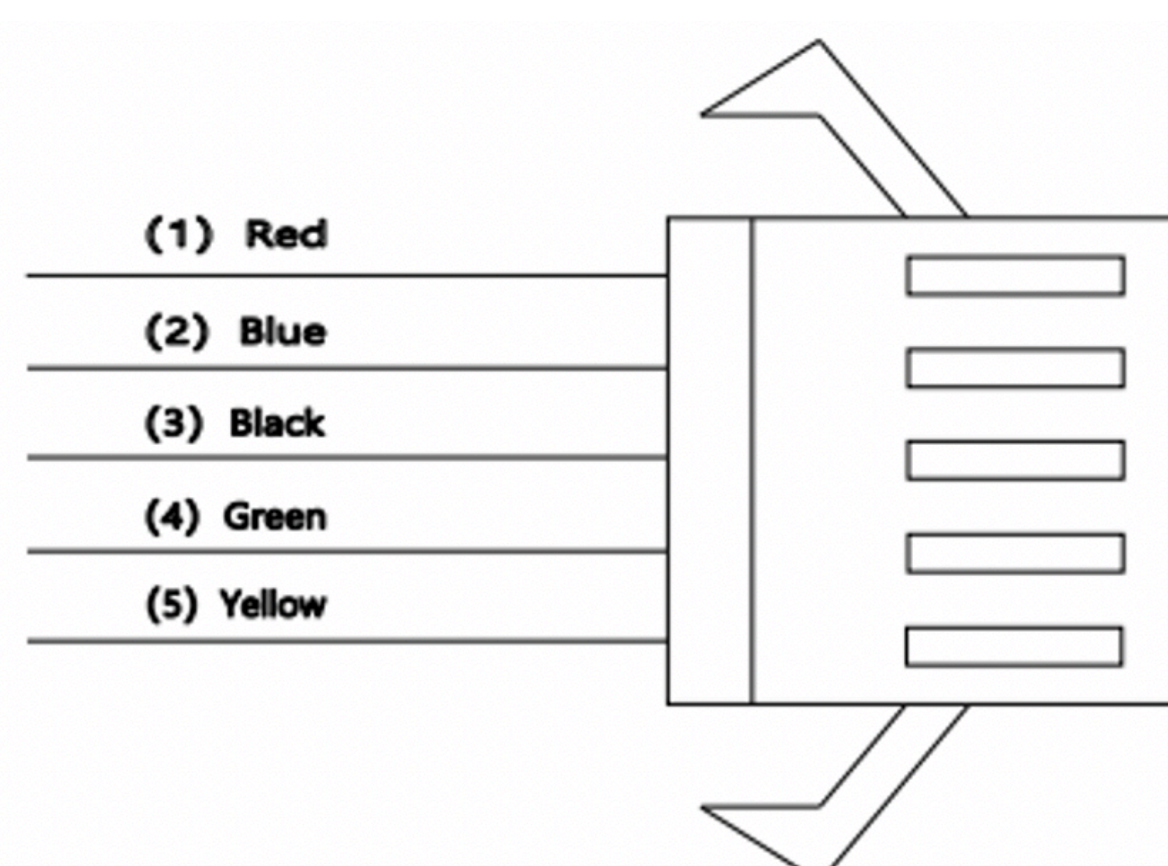 (1) Red
(2) Blue
(3) Black
(4) Green
(5) Yellow